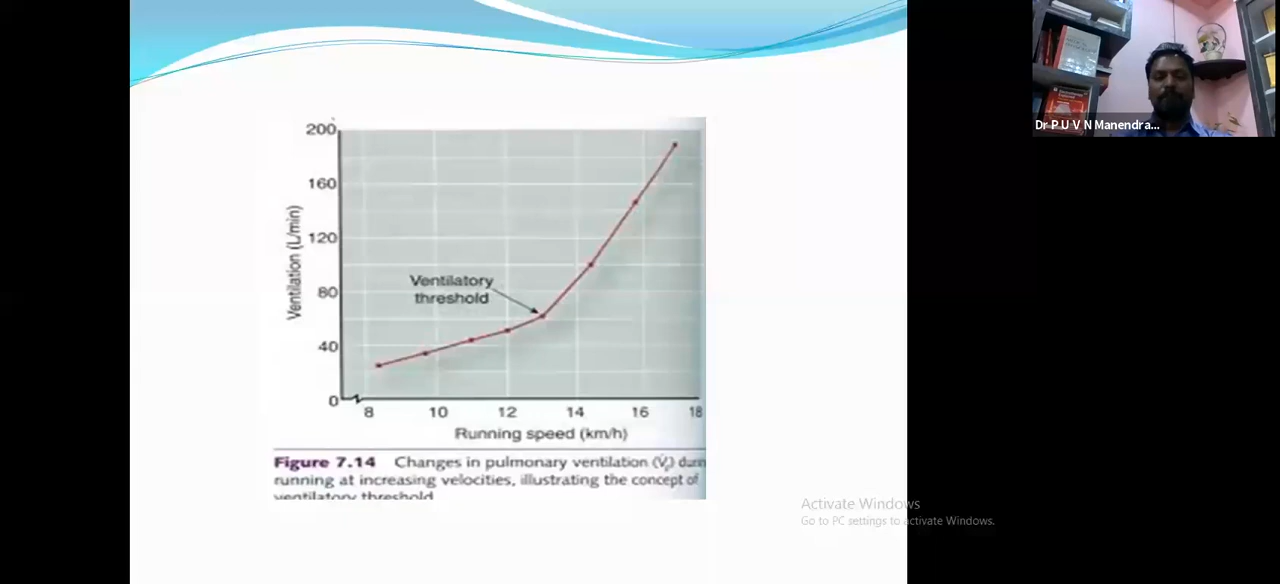 Dr P U V N Manendra...
200
160
120
80
40
0
Ventilation (L/min)
Ventilatory
threshold
8 10 12 14 16 18
Running speed (km/h)
Figure 7.14 Changes in pulmonary ventilation
running at increasing velocities, illustrating the concept of
ventilatory threshold
Activate Windows
Go to PC settings to activate Windows.